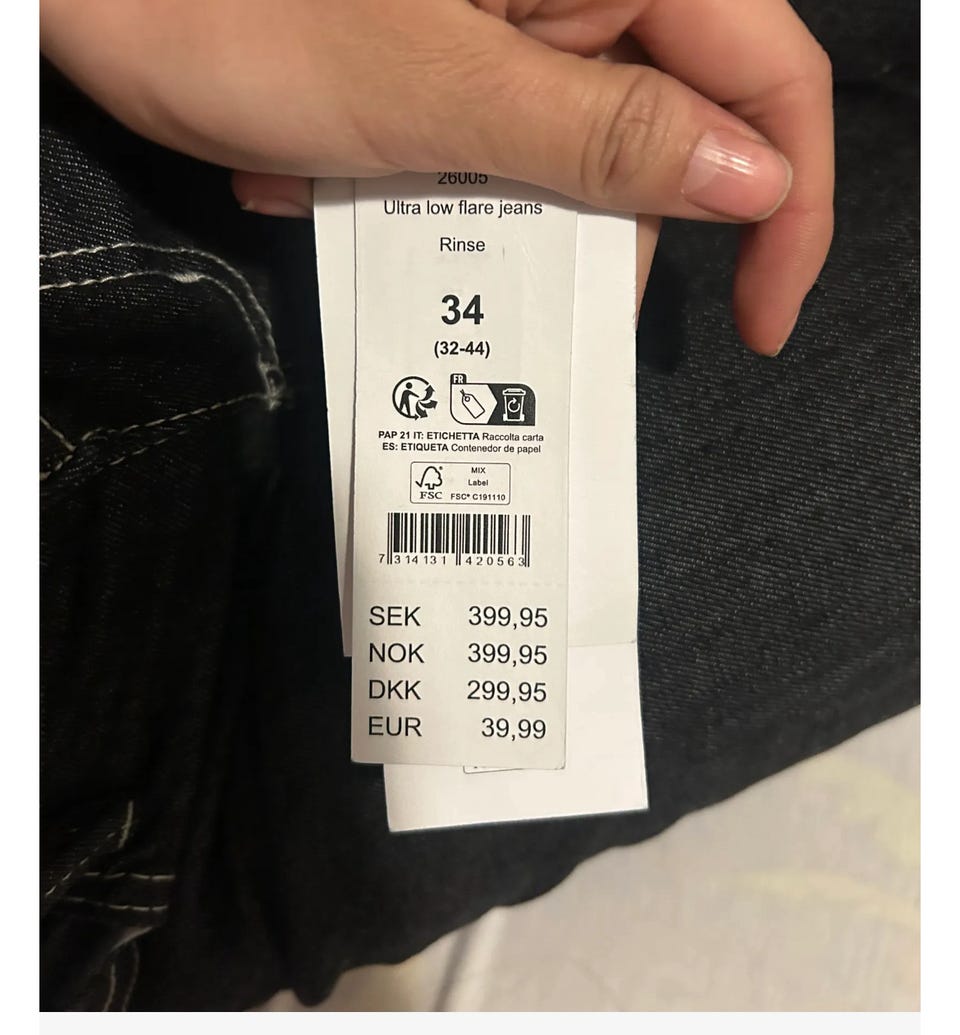 26005
Ultra low flare jeans
Rinse
34
(32-44)
FR
PAP 21 IT: ETICHETTA Raccolta carta
ES: ETIQUETA Contenedor de papel
FSC
MIX
Label
FSC® C191110
7 314131 420563
SEK 399,95
NOK 399,95
DKK 299,95
EUR 39,99